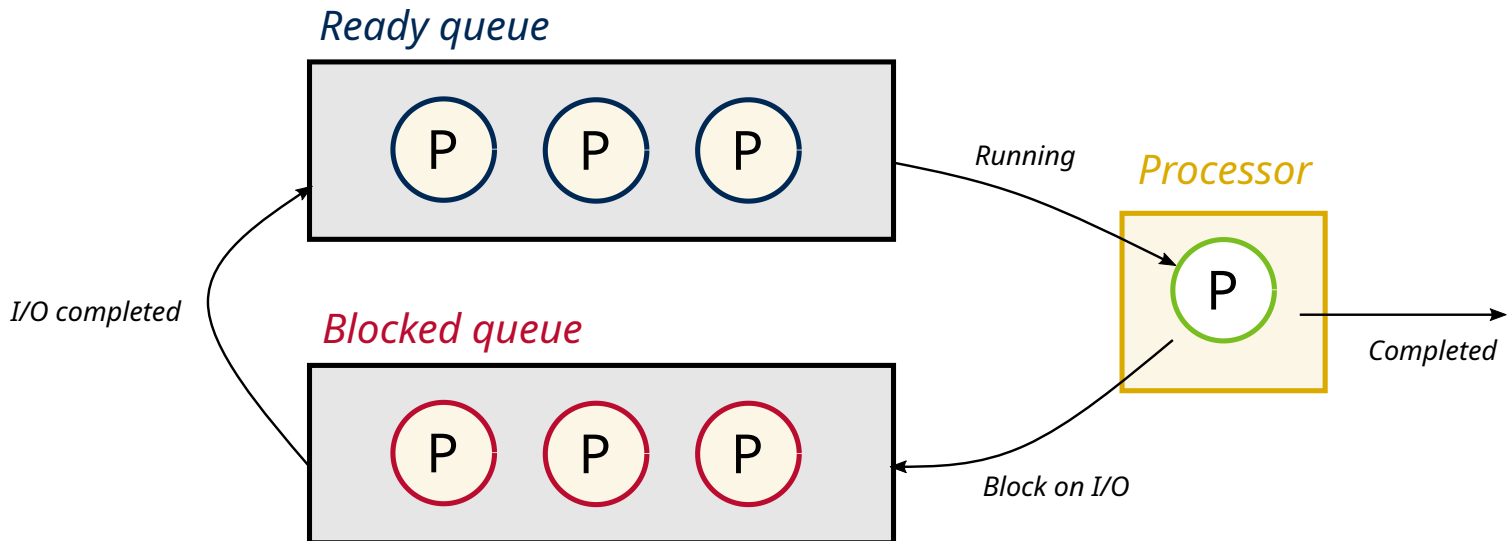 Ready queue
P P P
Running
Processor
P
I/O completed
Completed
Blocked queue
P P P
Block on I/O